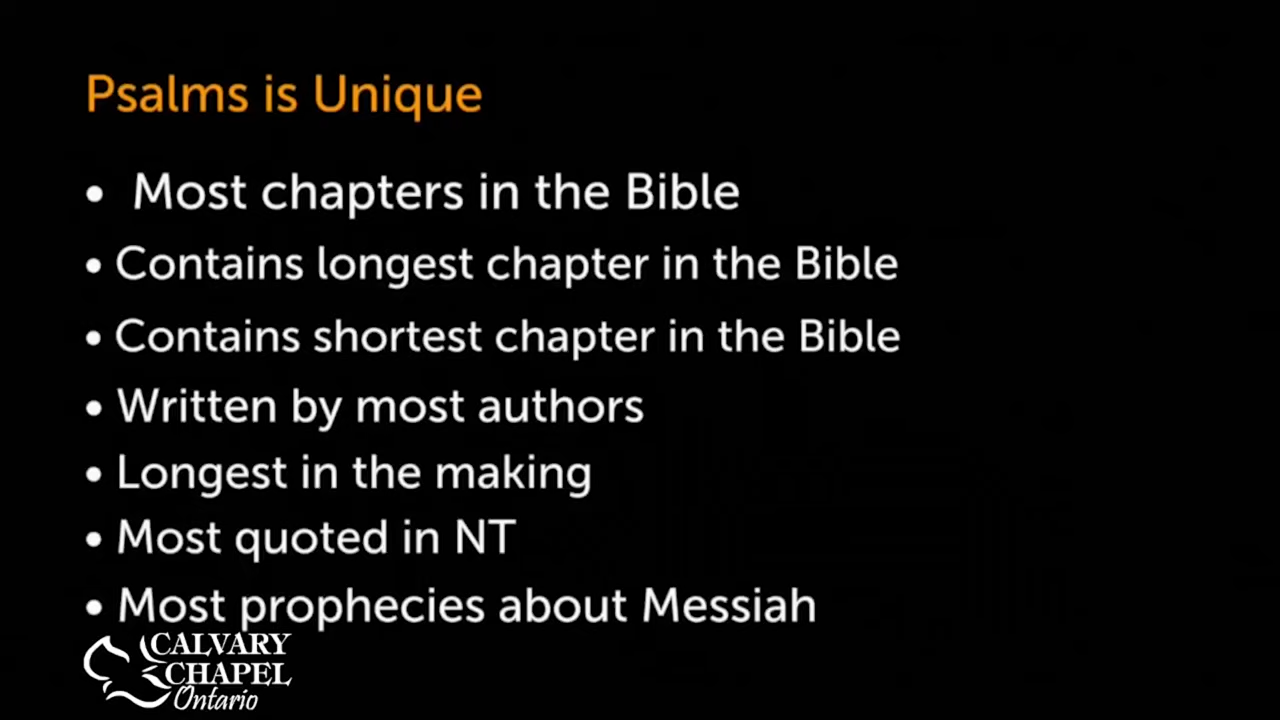 Psalms is Unique
• Most chapters in the Bible
• Contains longest chapter in the Bible
• Contains shortest chapter in the Bible
• Written by most authors
• Longest in the making
• Most quoted in NT
• Most prophecies about Messiah
CALVARY
CHAPEL
Ontario